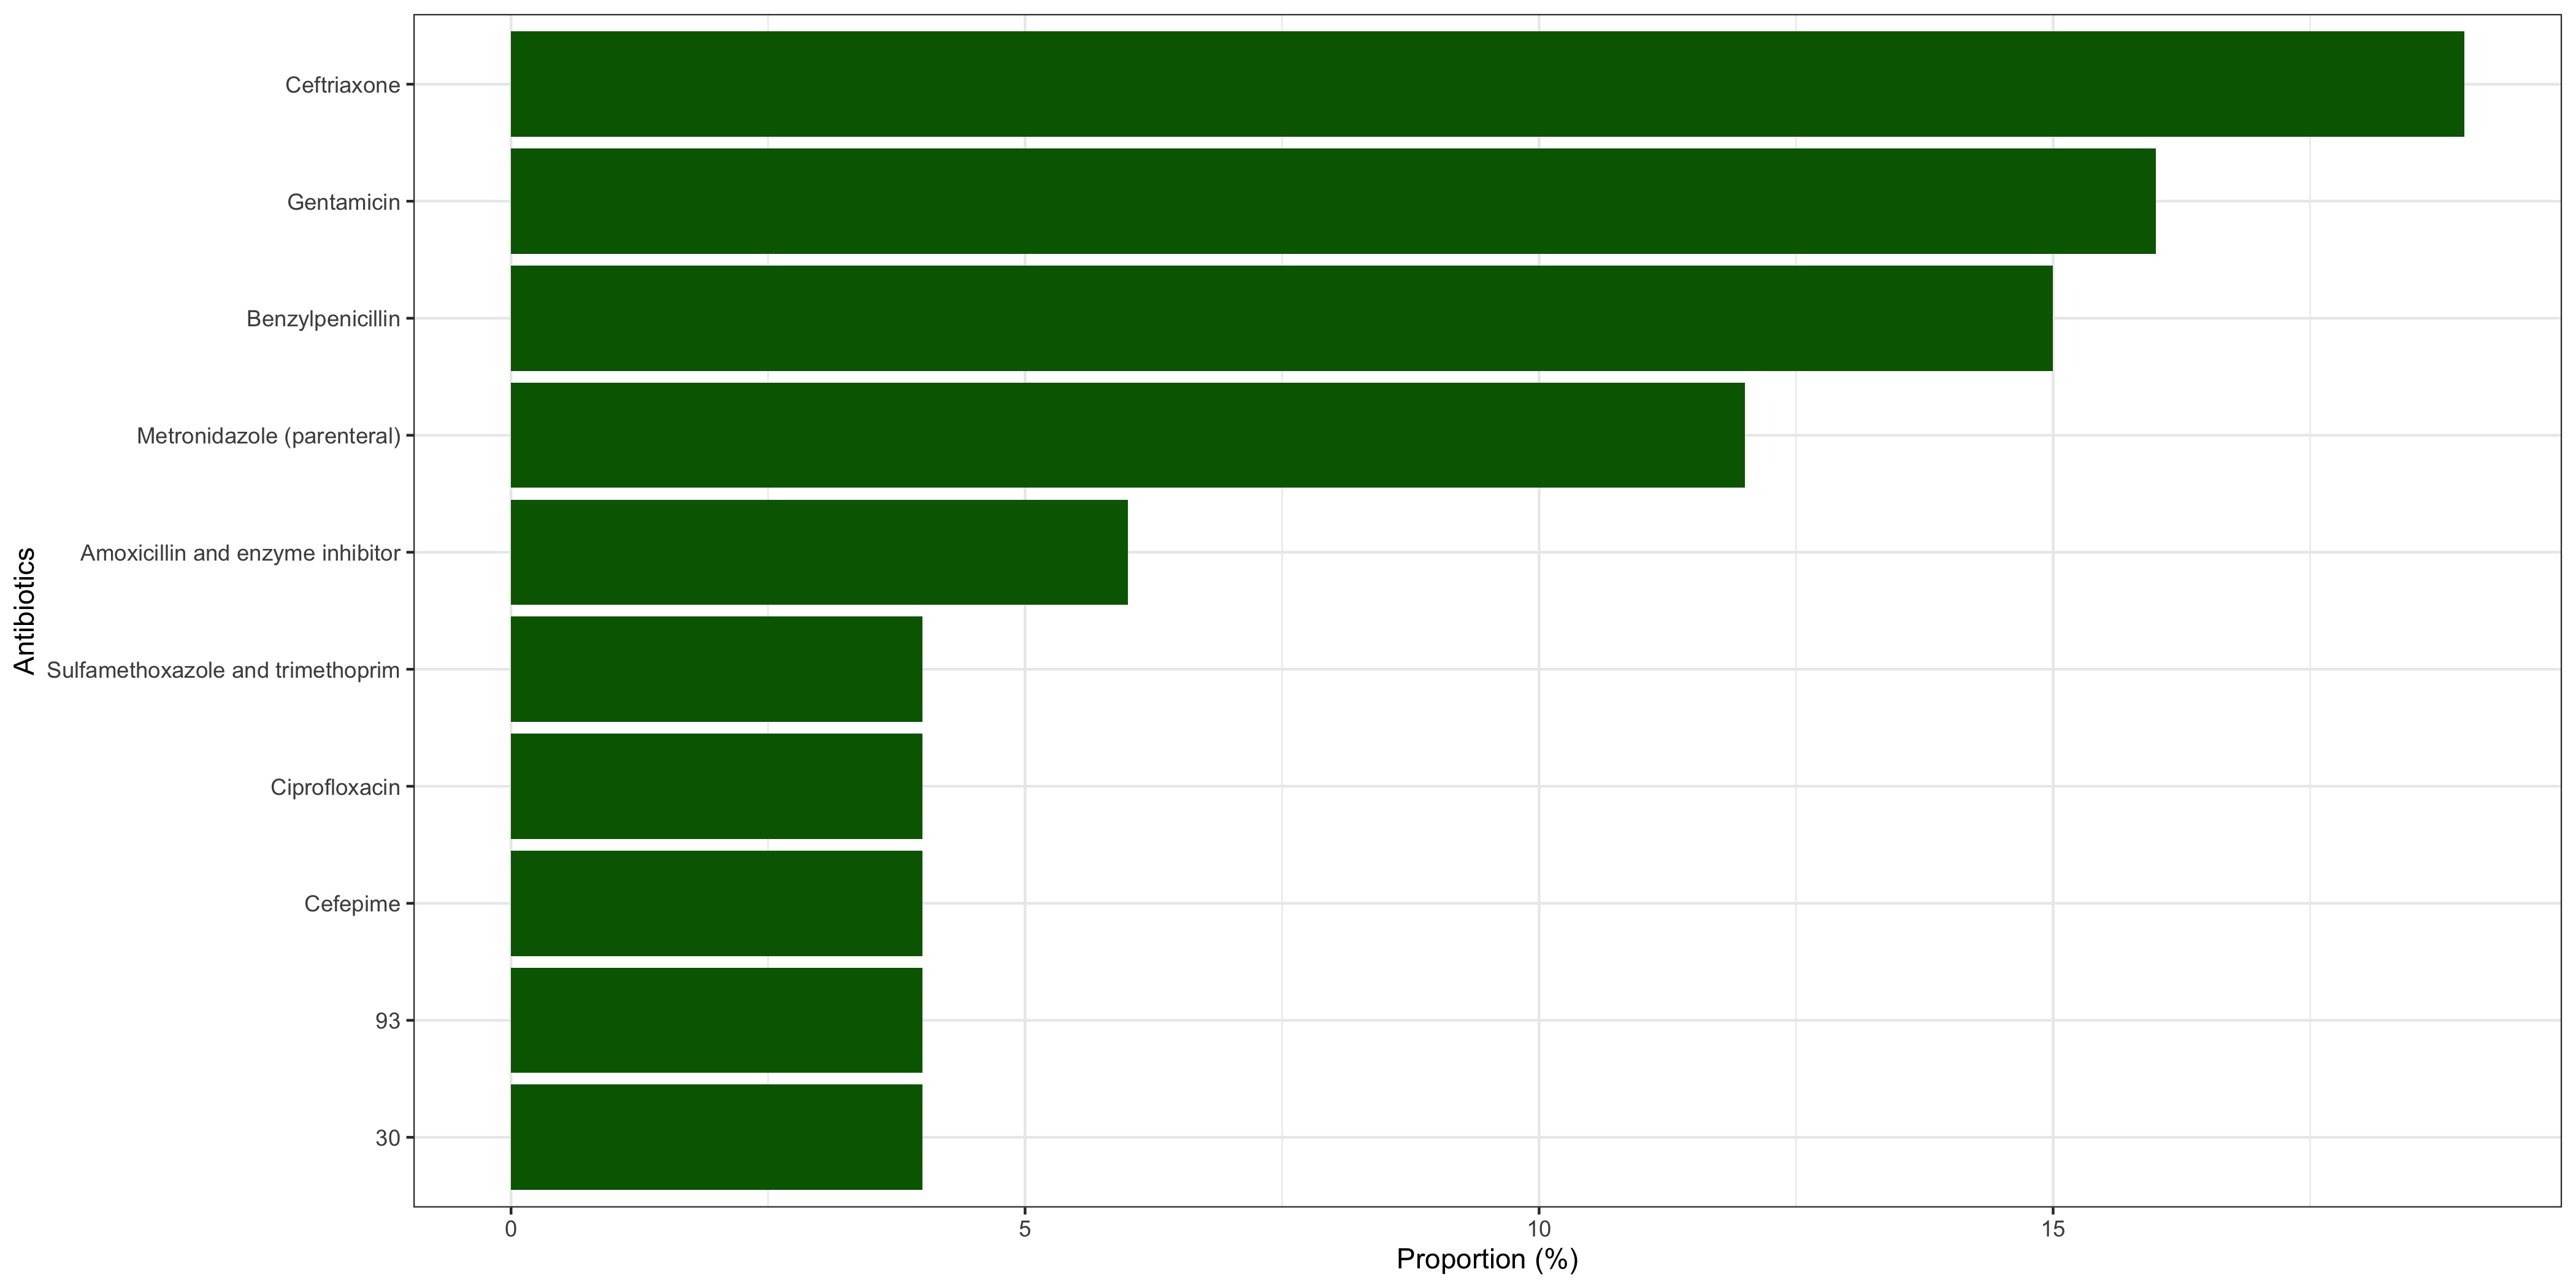 Antibiotics
Ceftriaxone
Gentamicin
Benzylpenicillin
Metronidazole (parenteral)
Amoxicillin and enzyme inhibitor
Sulfamethoxazole and trimethoprim
Ciprofloxacin
Cefepime
93
30
0 5 10 15
Proportion (%)